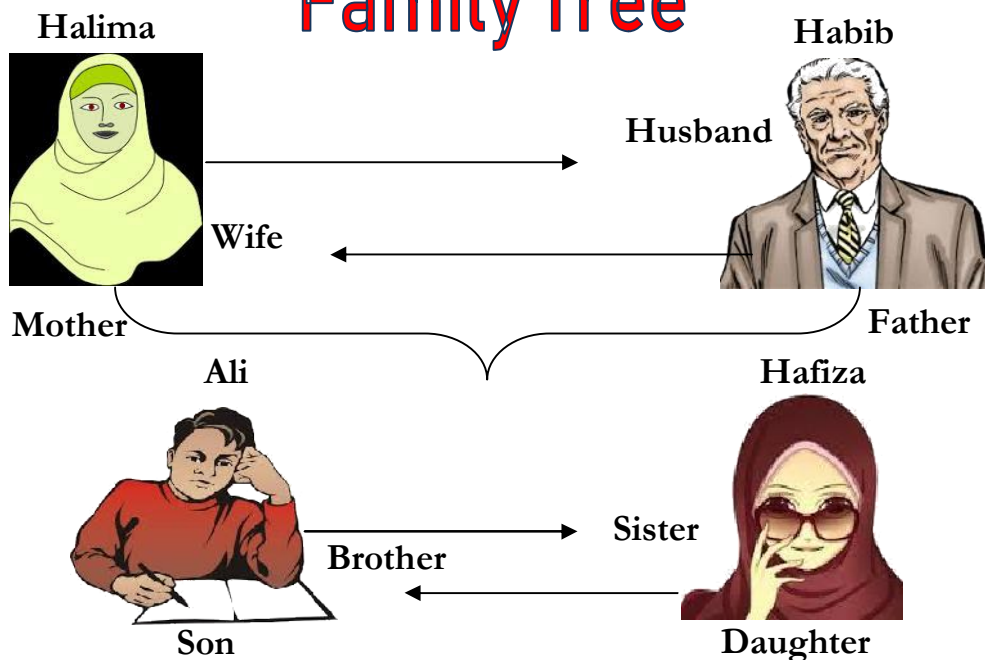 Family Tree
Halima
Habib
Husband
Wife
Mother
Father
Ali
Hafiza
Sister
Brother
Son
Daughter